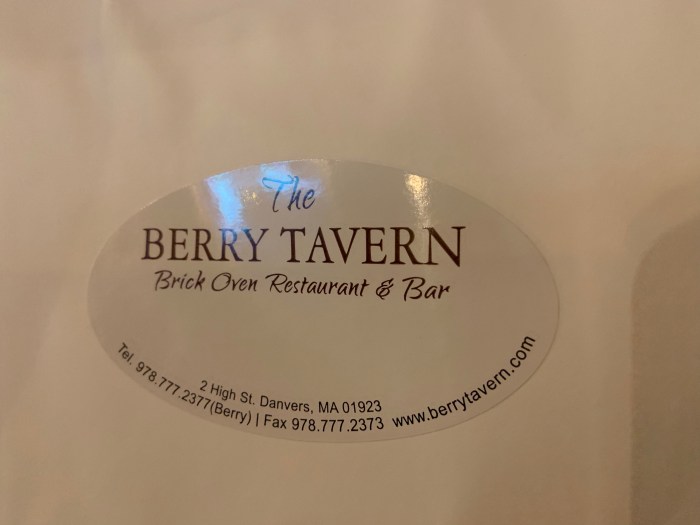 The
BERRY TAVERN
Brick Oven Restaurant & Bar
2 High St. Danvers, MA 01923
Tel. 978.777.2377(Berry) | Fax 978.777.2373 www.berrytavern.com